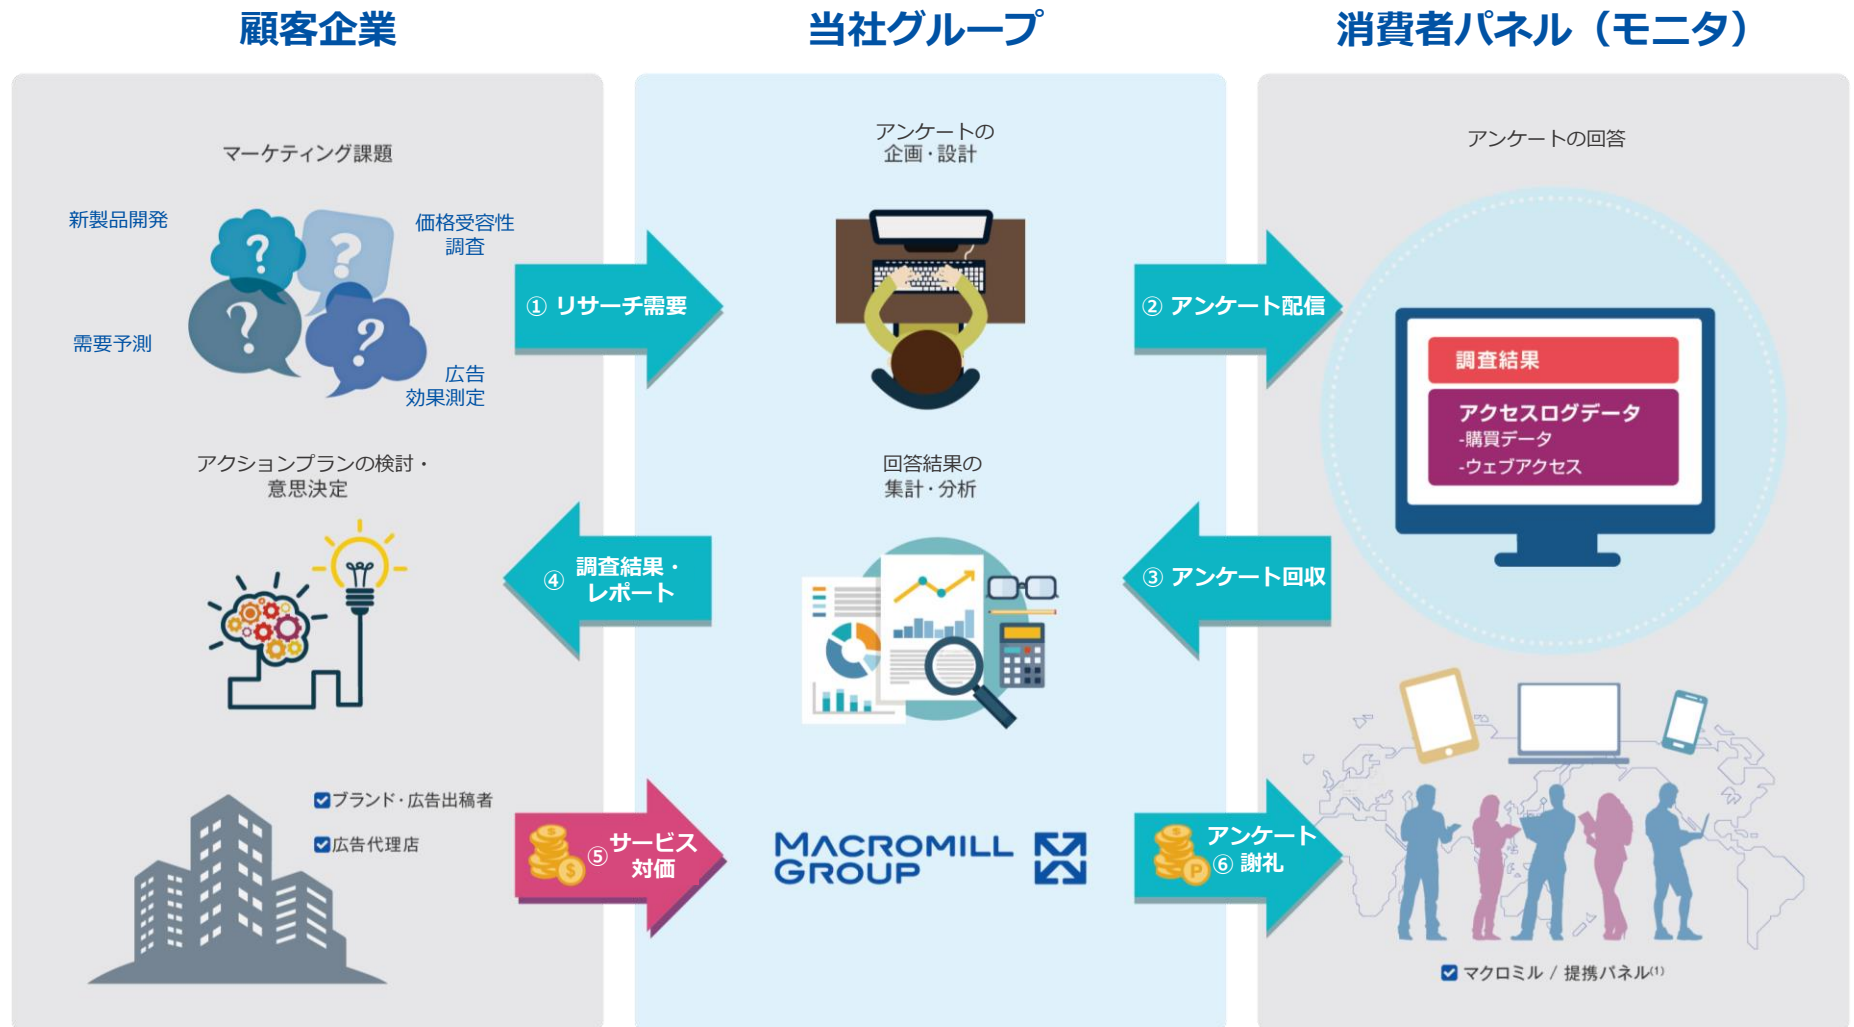 顧客企業
当社グループ
消費者パネル（モニタ）
マーケティング課題
新製品開発
価格受容性
調査
需要予測
広告
効果測定
① リサーチ需要
アンケートの
企画・設計
② アンケート配信
アンケートの回答
調査結果
アクセスログデータ
-購買データ
-ウェブアクセス
アクションプランの検討・
意思決定
④ 調査結果・
レポート
回答結果の
集計・分析
③ アンケート回収
ブランド・広告出稿者
広告代理店
⑤ サービス
対価
MACROMILL
GROUP
アンケート
⑥ 謝礼
マクロミル / 提携パネル(1)